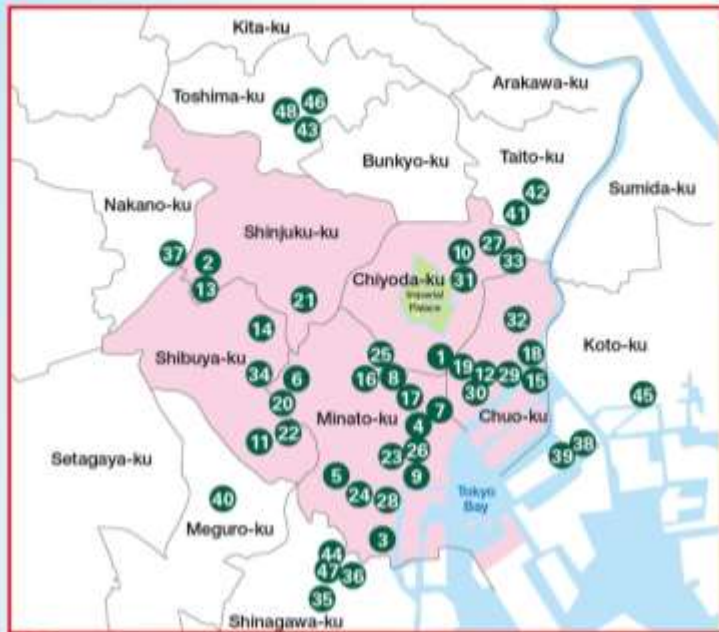 Kita-ku
Toshima-ku
48
46
43
Arakawa-ku
Bunkyo-ku
Taito-ku
42
41
Sumida-ku
Nakano-ku
37
2
13
Shinjuku-ku
21
10
27
33
Chiyoda-ku
31
Imperial
Palace
14
32
Shibuya-ku
34
6
20
25
16
8
17
1
19
12
29
18
15
30
Koto-ku
45
Minato-ku
7
4
Chuo-ku
11
22
23
26
9
38
39
Setagaya-ku
5
24
28
Tokyo
Bay
40
Meguro-ku
3
44
47
36
35
Shinagawa-ku